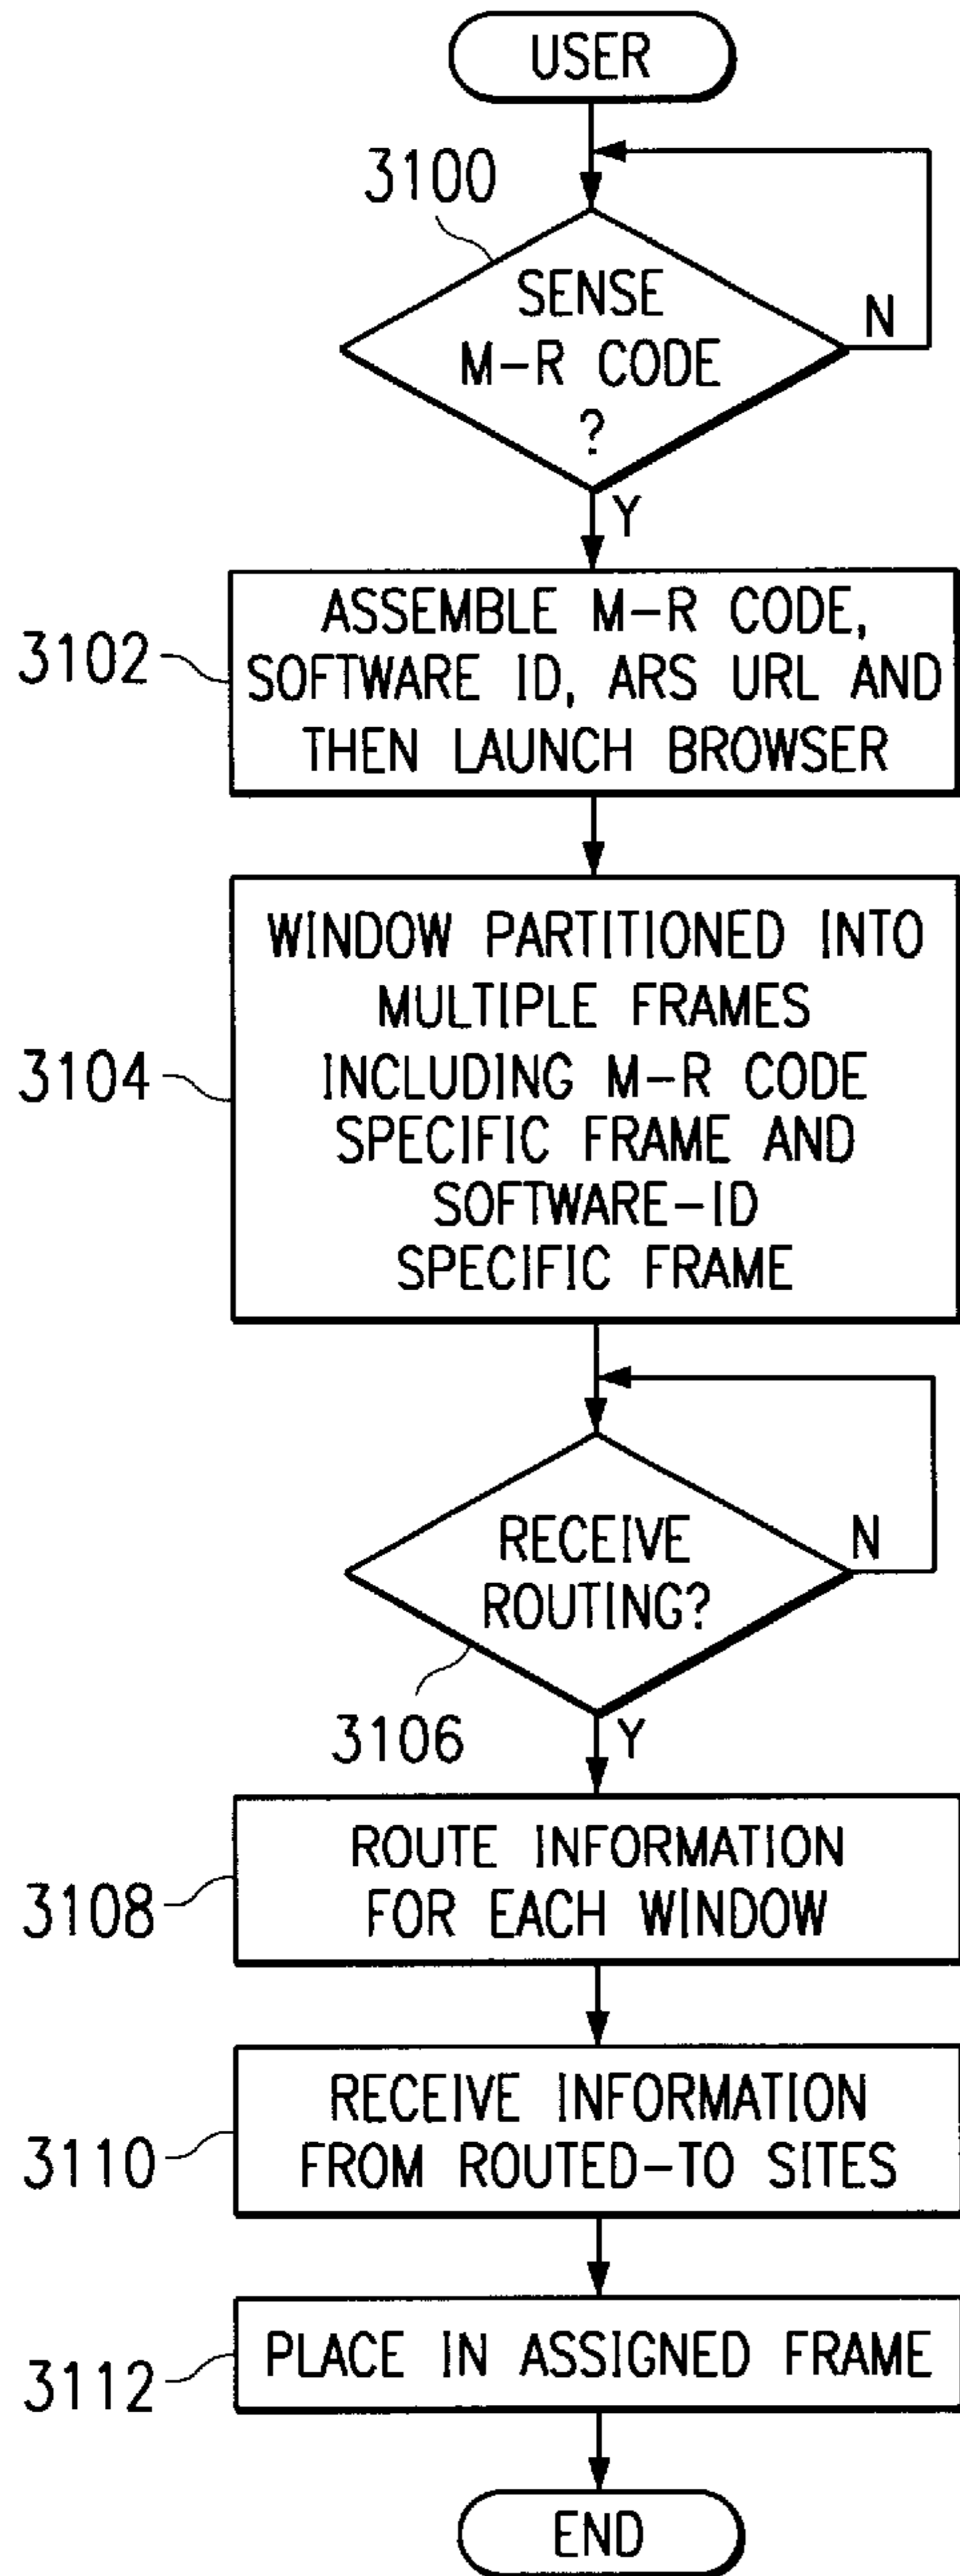 USER
3100
SENSE
M-R CODE
?
N
Y
3102
ASSEMBLE M-R CODE,
SOFTWARE ID, ARS URL AND
THEN LAUNCH BROWSER
3104
WINDOW PARTITIONED INTO
MULTIPLE FRAMES
INCLUDING M-R CODE
SPECIFIC FRAME AND
SOFTWARE-ID
SPECIFIC FRAME
RECEIVE
ROUTING?
N
3106
Y
3108
ROUTE INFORMATION
FOR EACH WINDOW
3110
RECEIVE INFORMATION
FROM ROUTED-TO SITES
3112
PLACE IN ASSIGNED FRAME
END